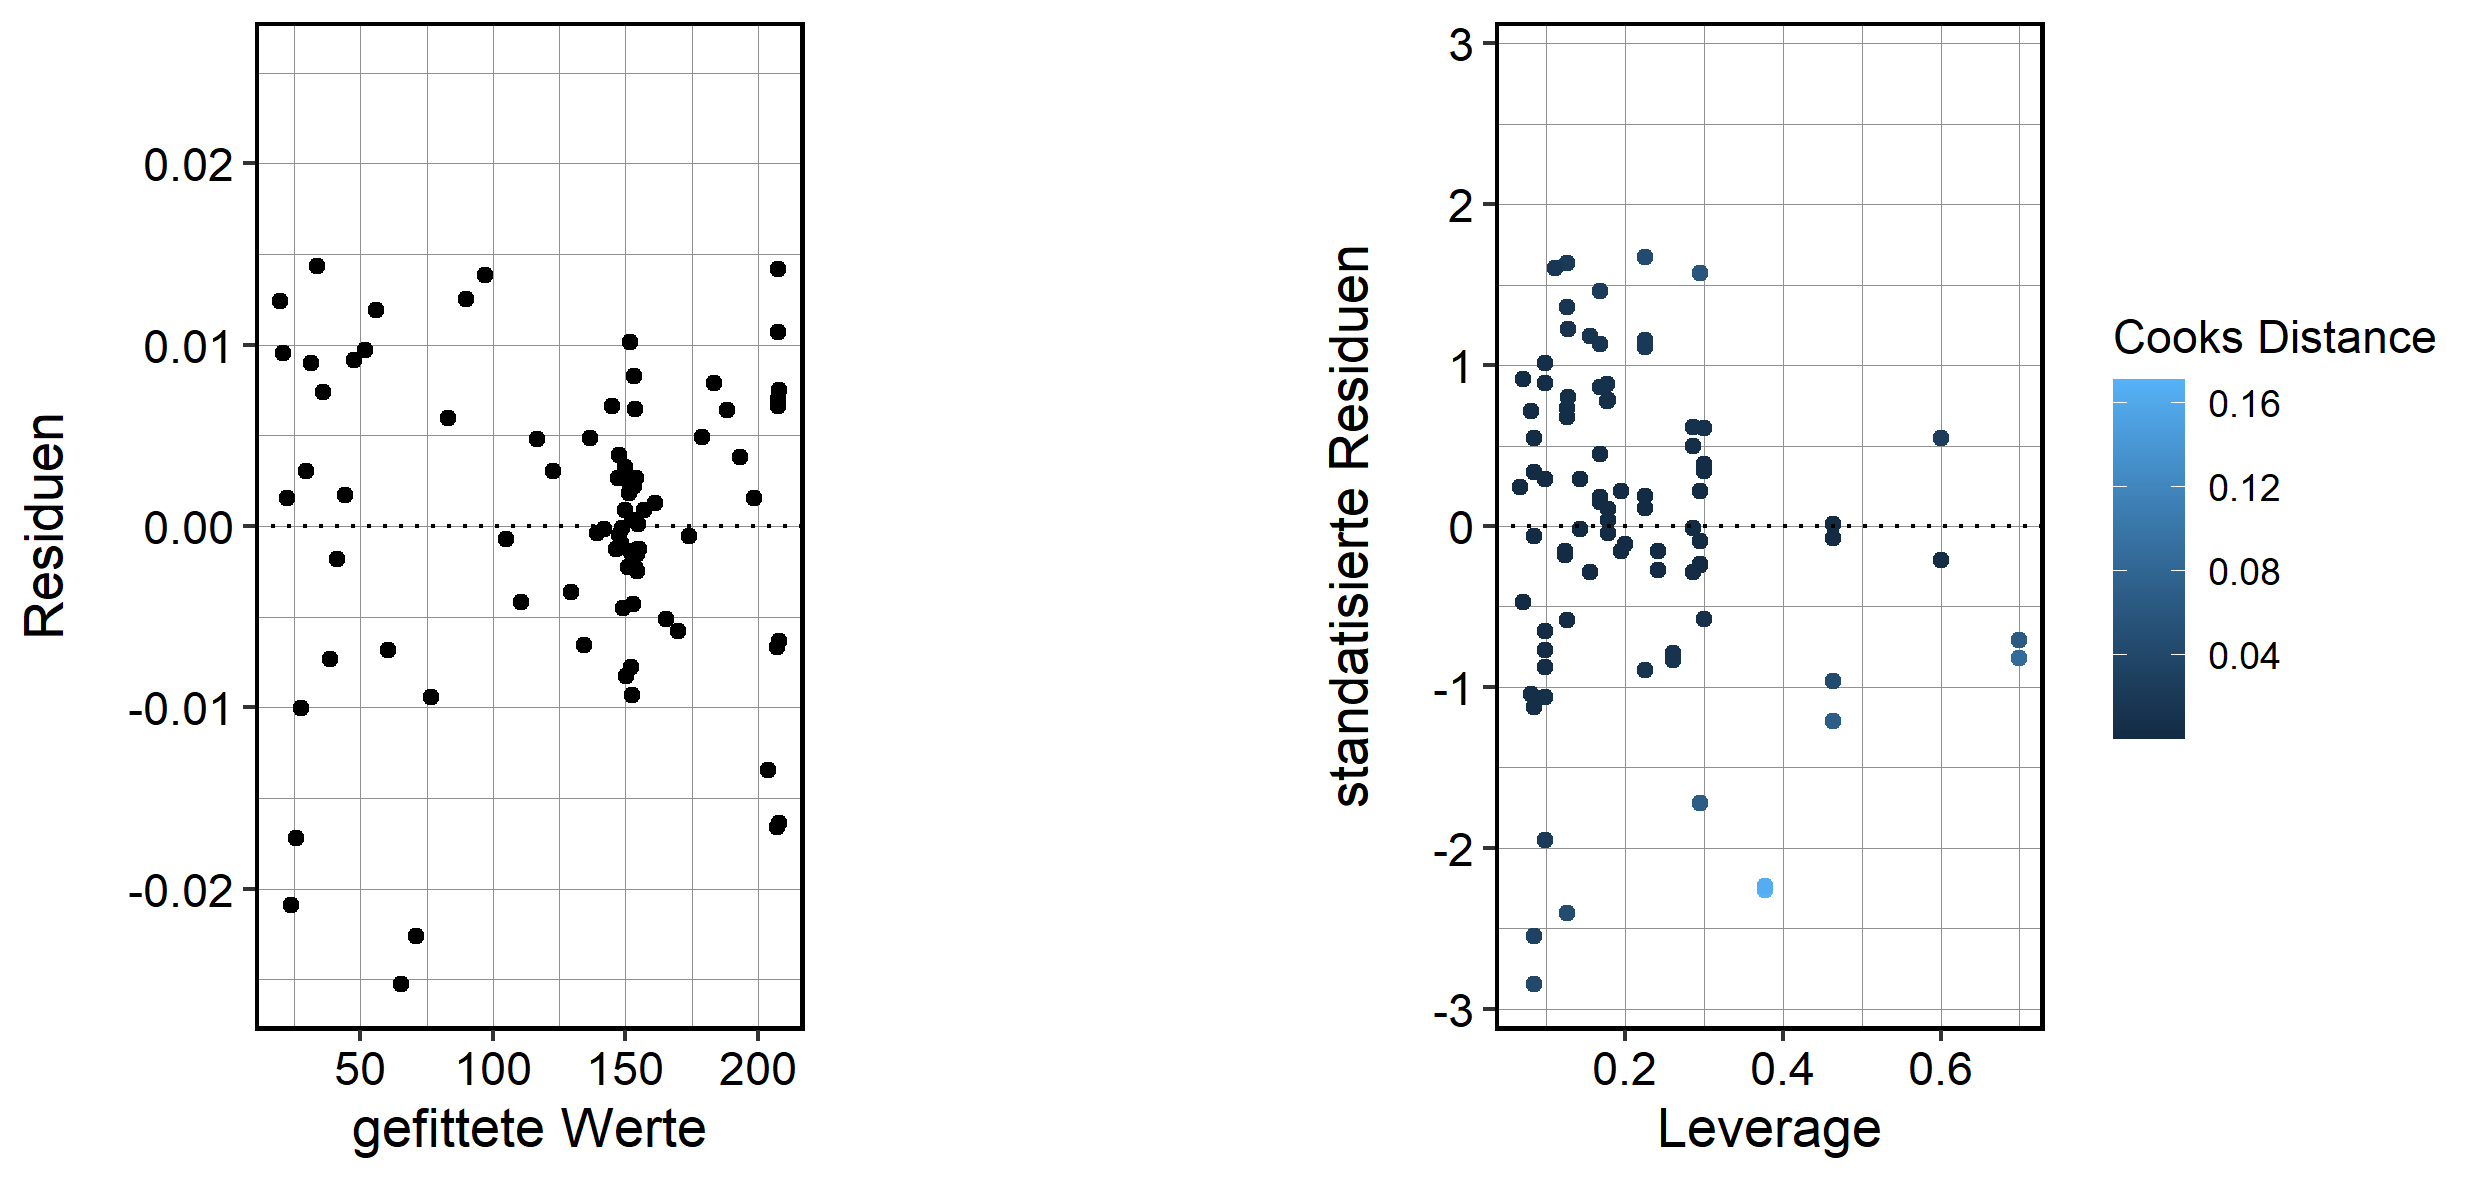 Residuen
0.02
0.01
0.00
-0.01
-0.02
50 100 150 200
gefittete Werte
standatisierte Residuen
3
2
1
0
-1
-2
-3
0.2 0.4 0.6
Leverage
Cooks Distance
0.16
0.12
0.08
0.04